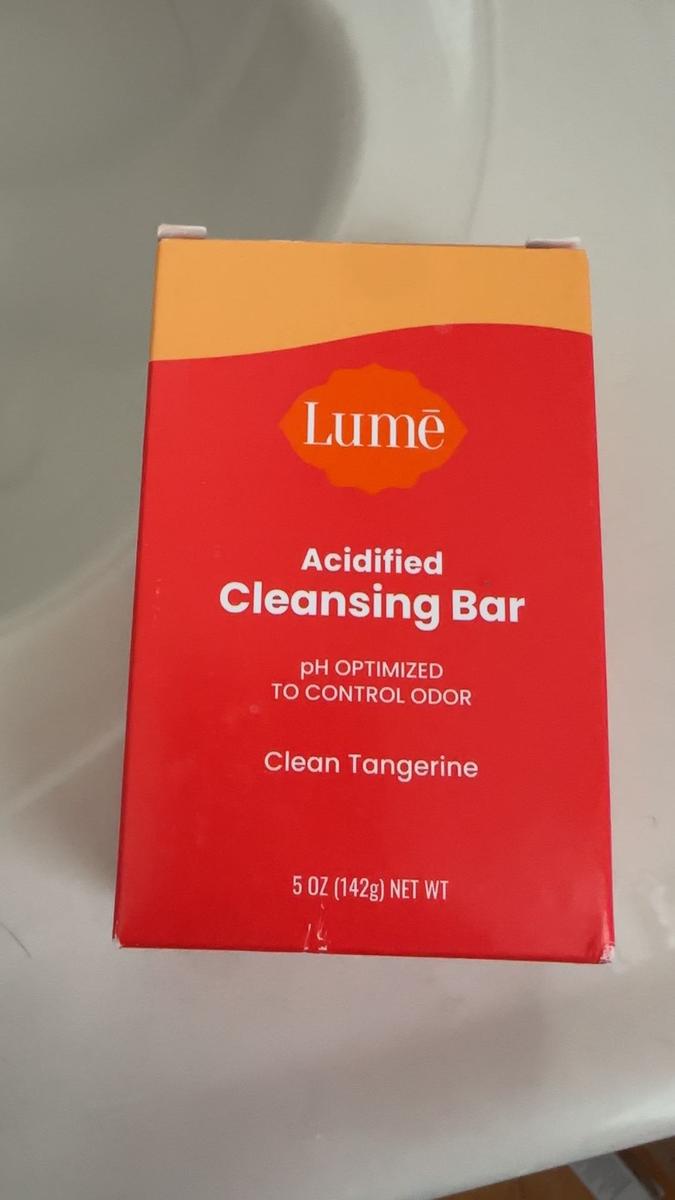 Lumē
Acidified
Cleansing Bar
pH OPTIMIZED
TO CONTROL ODOR
Clean Tangerine
5 OZ (142g) NET WT